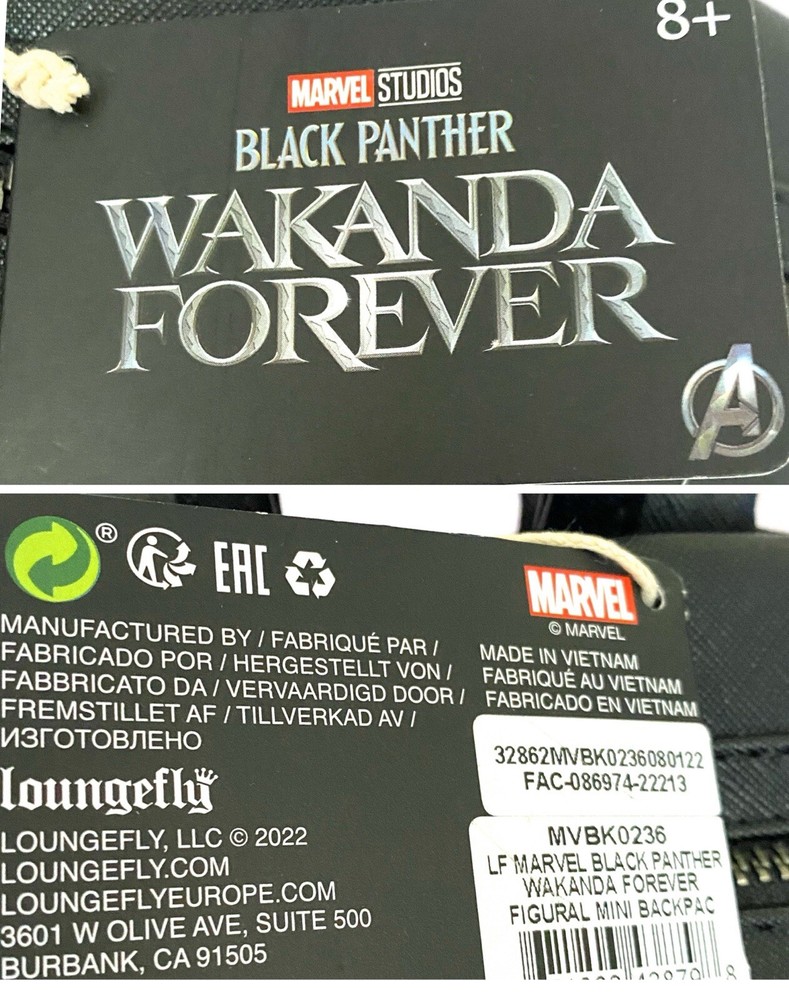 8+
MARVEL STUDIOS
BLACK PANTHER
WAKANDA
FOREVER
®
EAC
MANUFACTURED BY / FABRIQUÉ PAR /
FABRICADO POR / HERGESTELLT VON /
FABBRICATO DA / VERVAARDIGD DOOR /
FREMSTILLET AF / TILLVERKAD AV /
ИЗГОТОВЛЕНО
loungefly
LOUNGEFLY, LLC © 2022
LOUNGEFLY.COM
LOUNGEFLYEUROPE.COM
3601 W OLIVE AVE, SUITE 500
BURBANK, CA 91505
MARVEL
© MARVEL
MADE IN VIETNAM
FABRIQUÉ AU VIETNAM
FABRICADO EN VIETNAM
32862MVBK0236080122
FAC-086974-22213
MVBK0236
LF MARVEL BLACK PANTHER
WAKANDA FOREVER
FIGURAL MINI BACKPAC